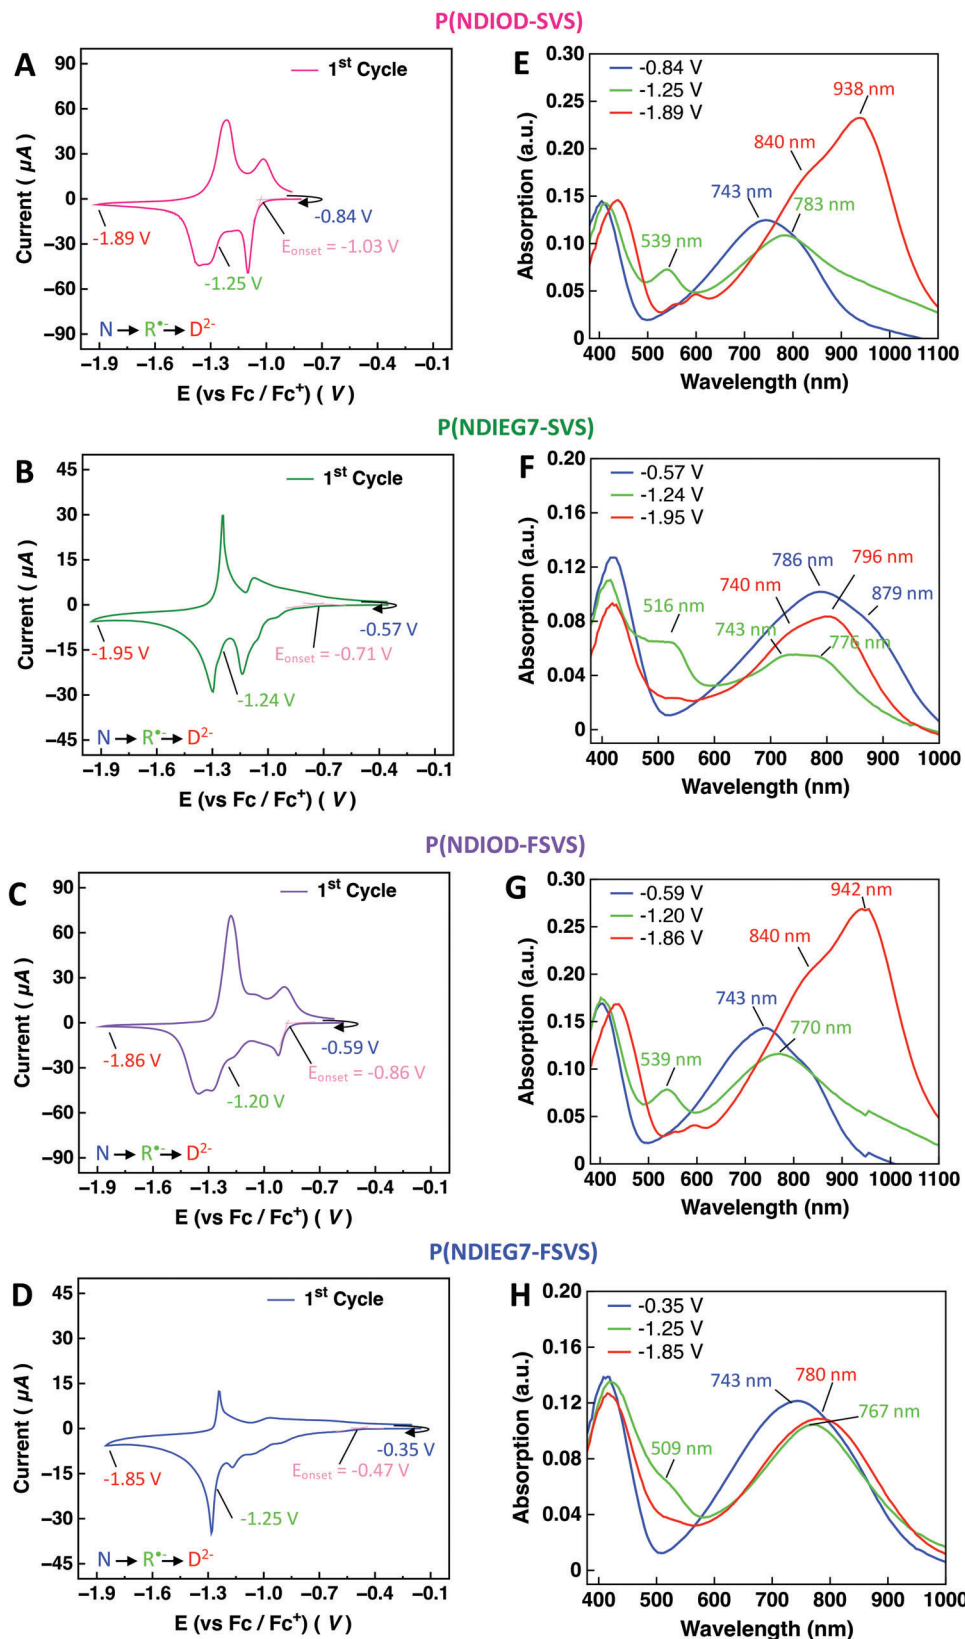 P(NDIOD-SVS)
A
90
60
30
0
−30
−60
−90
Current ( µA)
1st Cycle
-0.84 V
Eonset = -1.03 V
-1.89 V
-1.25 V
N → R•- → D2-
−1.9 −1.6 −1.3 −1.0 −0.7 −0.4 −0.1
E (vs Fc / Fc+) ( V)
E
0.30
0.25
0.20
0.15
0.10
0.05
0
Absorption (a.u.)
-0.84 V
-1.25 V
-1.89 V
938 nm
840 nm
743 nm
783 nm
539 nm
400 500 600 700 800 900 1000 1100
Wavelength (nm)
P(NDIEG7-SVS)
B
45
30
15
0
−15
−30
−45
Current ( µA)
1st Cycle
-0.57 V
Eonset = -0.71 V
-1.95 V
-1.24 V
N → R•- → D2-
−1.9 −1.6 −1.3 −1.0 −0.7 −0.4 −0.1
E (vs Fc / Fc+) ( V)
F
0.20
0.16
0.12
0.08
0.04
0
Absorption (a.u.)
-0.57 V
-1.24 V
-1.95 V
786 nm
796 nm
740 nm
879 nm
516 nm
743 nm
776 nm
400 500 600 700 800 900 1000
Wavelength (nm)
P(NDIOD-FSVS)
C
90
60
30
0
−30
−60
−90
Current ( µA)
1st Cycle
-0.59 V
Eonset = -0.86 V
-1.86 V
-1.20 V
N → R•- → D2-
−1.9 −1.6 −1.3 −1.0 −0.7 −0.4 −0.1
E (vs Fc / Fc+) ( V)
G
0.30
0.25
0.20
0.15
0.10
0.05
0
Absorption (a.u.)
-0.59 V
-1.20 V
-1.86 V
942 nm
840 nm
743 nm
770 nm
539 nm
400 500 600 700 800 900 1000 1100
Wavelength (nm)
P(NDIEG7-FSVS)
D
45
30
15
0
−15
−30
−45
Current ( µA)
1st Cycle
-0.35 V
Eonset = -0.47 V
-1.85 V
-1.25 V
N → R•- → D2-
−1.9 −1.6 −1.3 −1.0 −0.7 −0.4 −0.1
E (vs Fc / Fc+) ( V)
H
0.20
0.16
0.12
0.08
0.04
0
Absorption (a.u.)
-0.35 V
-1.25 V
-1.85 V
743 nm
780 nm
767 nm
509 nm
400 500 600 700 800 900 1000
Wavelength (nm)